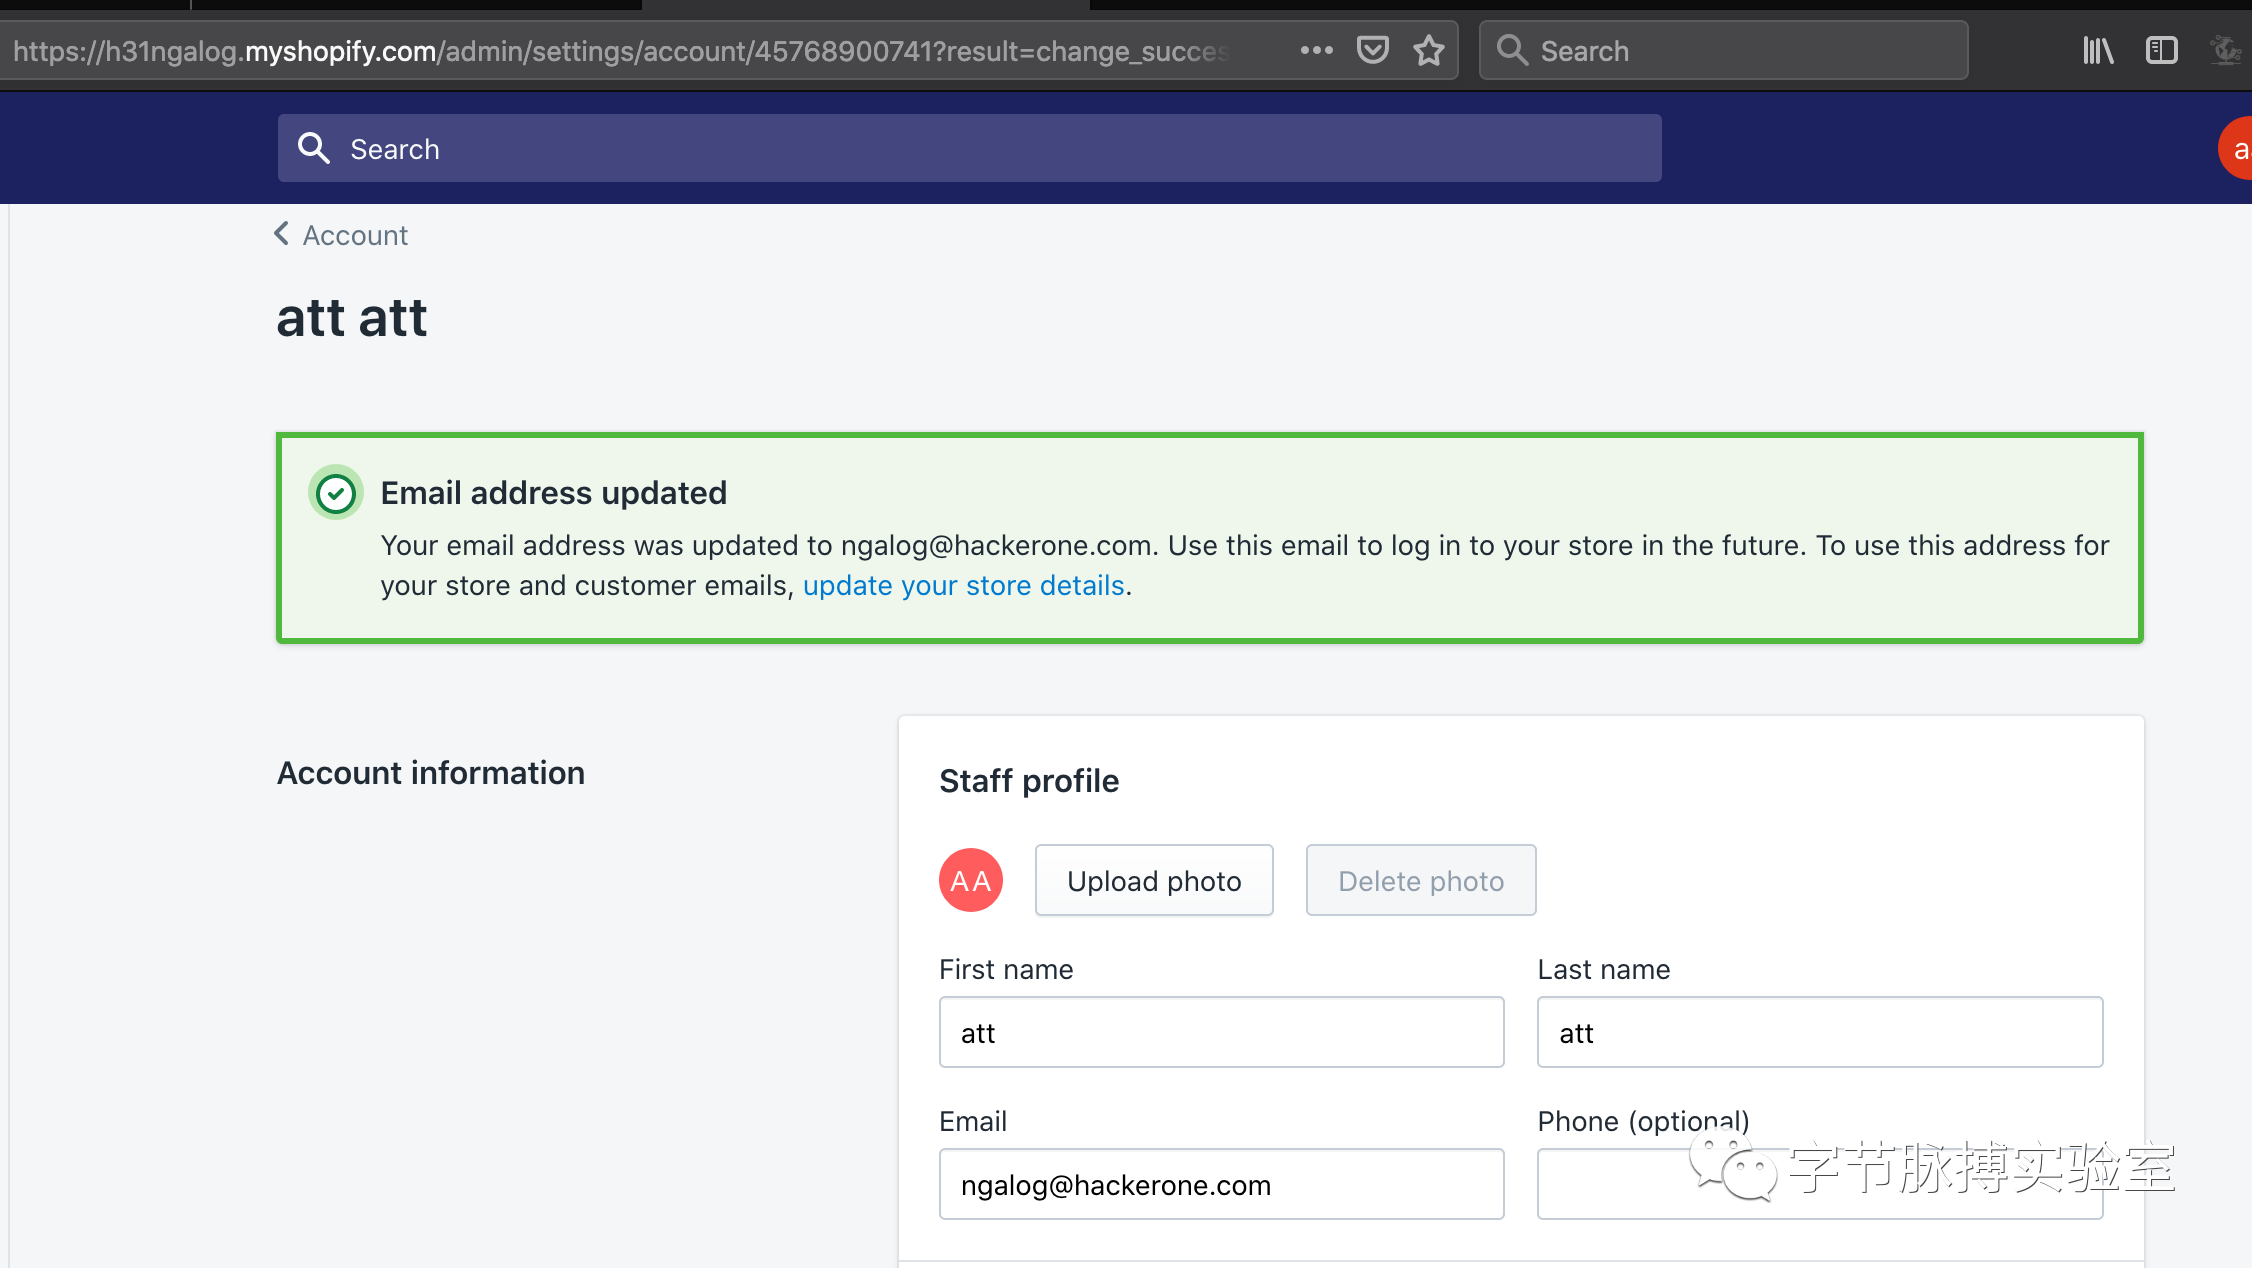 https://h31ngalog.myshopify.com/admin/settings/account/45768900741?result=change_succes
Search
Search
Account
att att
Email address updated
Your email address was updated to ngalog@hackerone.com. Use this email to log in to your store in the future. To use this address for
your store and customer emails, update your store details.
Account information
Staff profile
AA
Upload photo
Delete photo
First name
Last name
att
att
Email
Phone (optional)
ngalog@hackerone.com
字节脉搏实验室